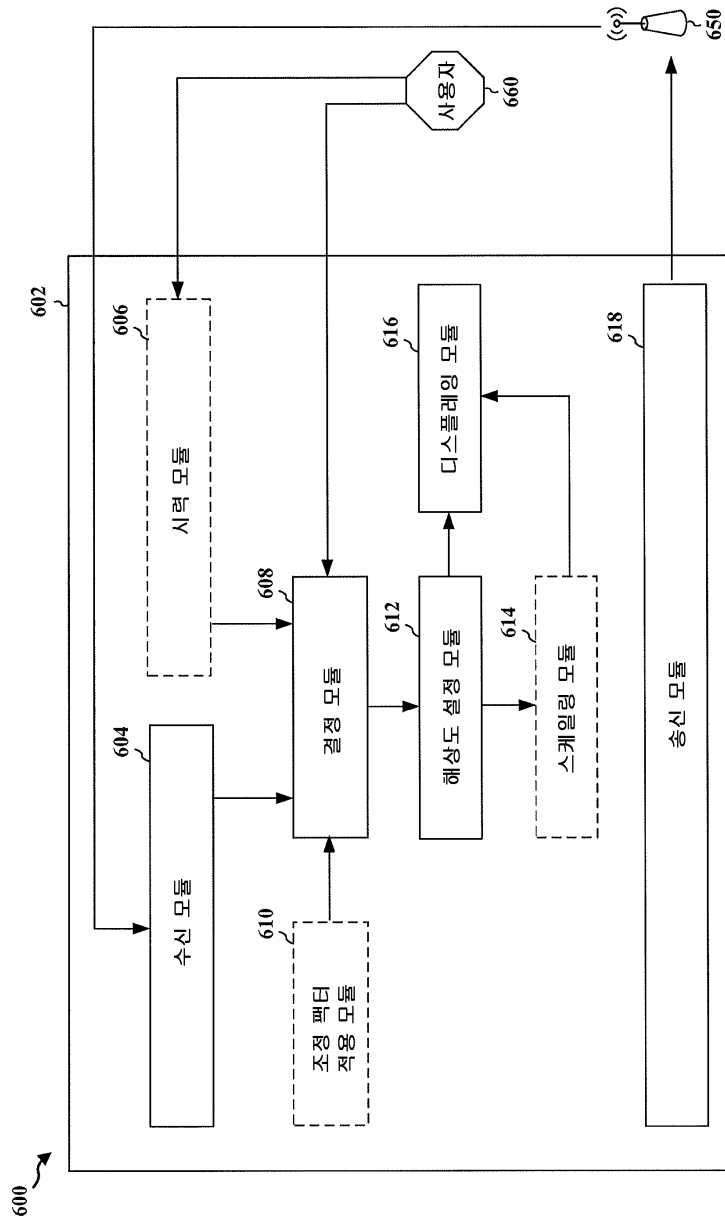 600
602
604
수신 모듈
606
시력 모듈
610
조정 팩터
적용 모듈
608
결정 모듈
612
해상도 설정 모듈
616
디스플레잉 모듈
614
스케일링 모듈
618
송신 모듈
사용자
660
650